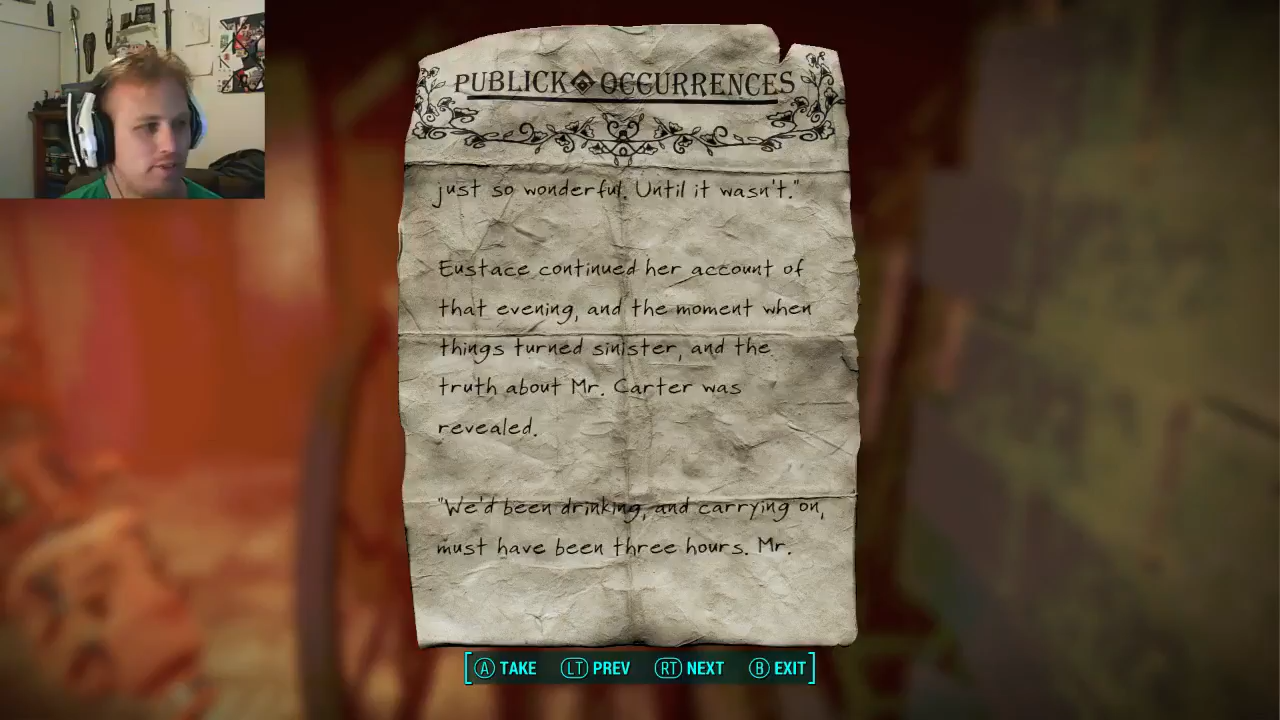 PUBLICK OCCURRENCES
just so wonderful. Until it wasn't."
Eustace continued her account of
that evening, and the moment when
things turned sinister, and the
truth about Mr. Carter was
revealed.
"We'd been drinking, and carrying on,
must have been three hours. Mr.
[A) TAKE LT) PREV RT) NEXT B) EXIT]